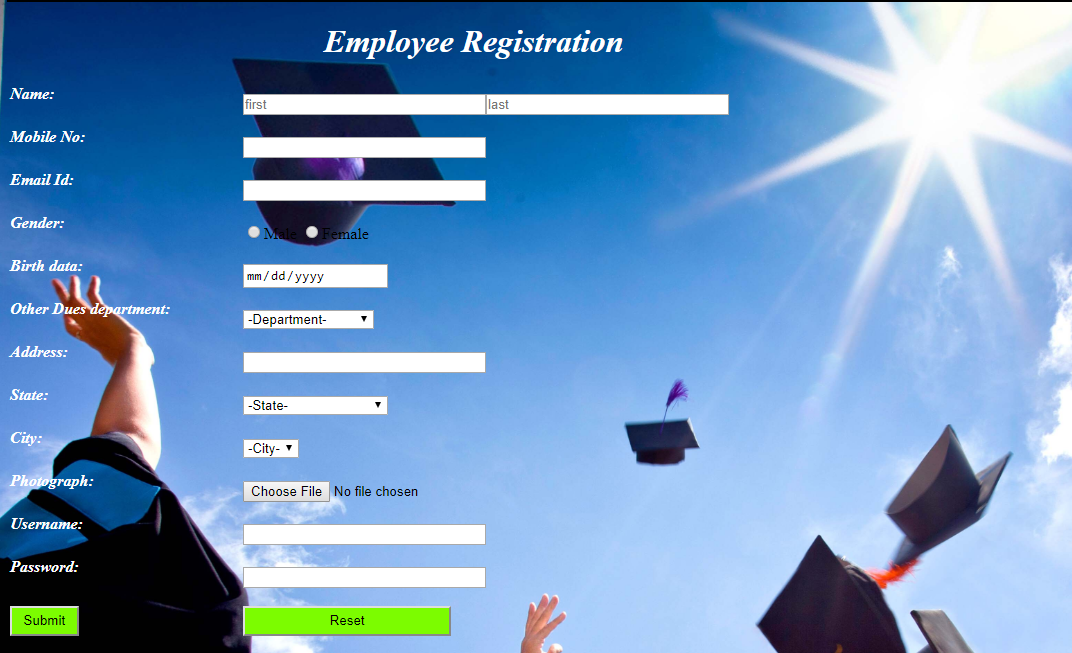 Employee Registration
Name: first last
Mobile No:
Email Id:
Gender: Male Female
Birth data: mm/dd/yyyy
Other Dues department: -Department-
Address:
State: -State-
City: -City-
Photograph: Choose File No file chosen
Username:
Password:
Submit Reset